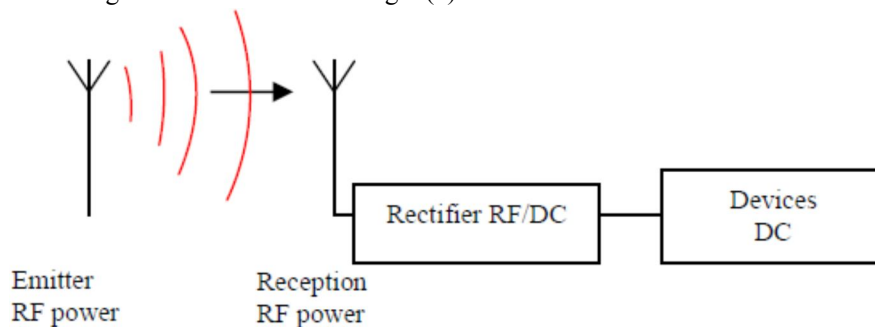 Rectifier RF/DC
Devices
DC
Emitter
RF power
Reception
RF power